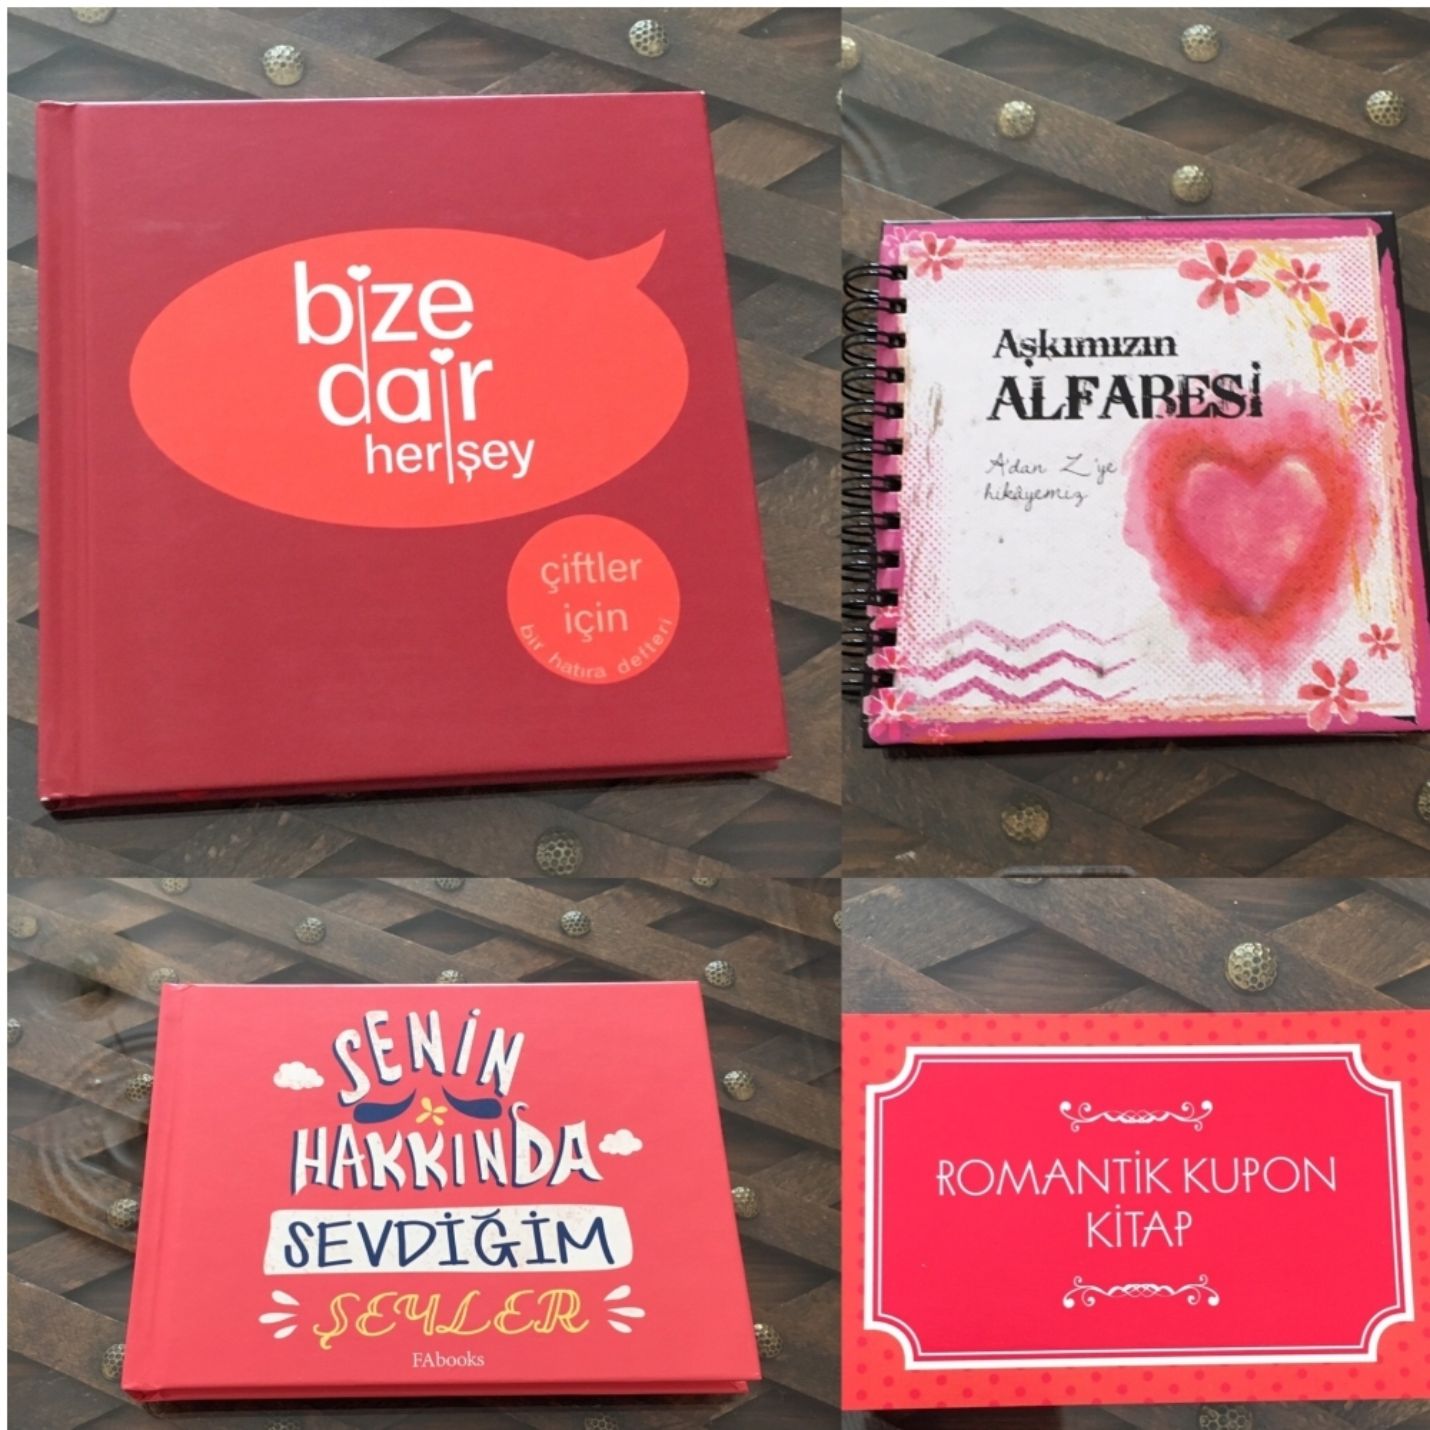 bize
dair
herşey
çiftler
için
bir hatıra defteri
Aşkımızın
ALFABESİ
A'dan Z'ye
hikâyemiz
SENİN
HAKKINDA
SEVDİĞİM
ŞEYLER
FAbooks
ROMANTİK KUPON
KİTAP